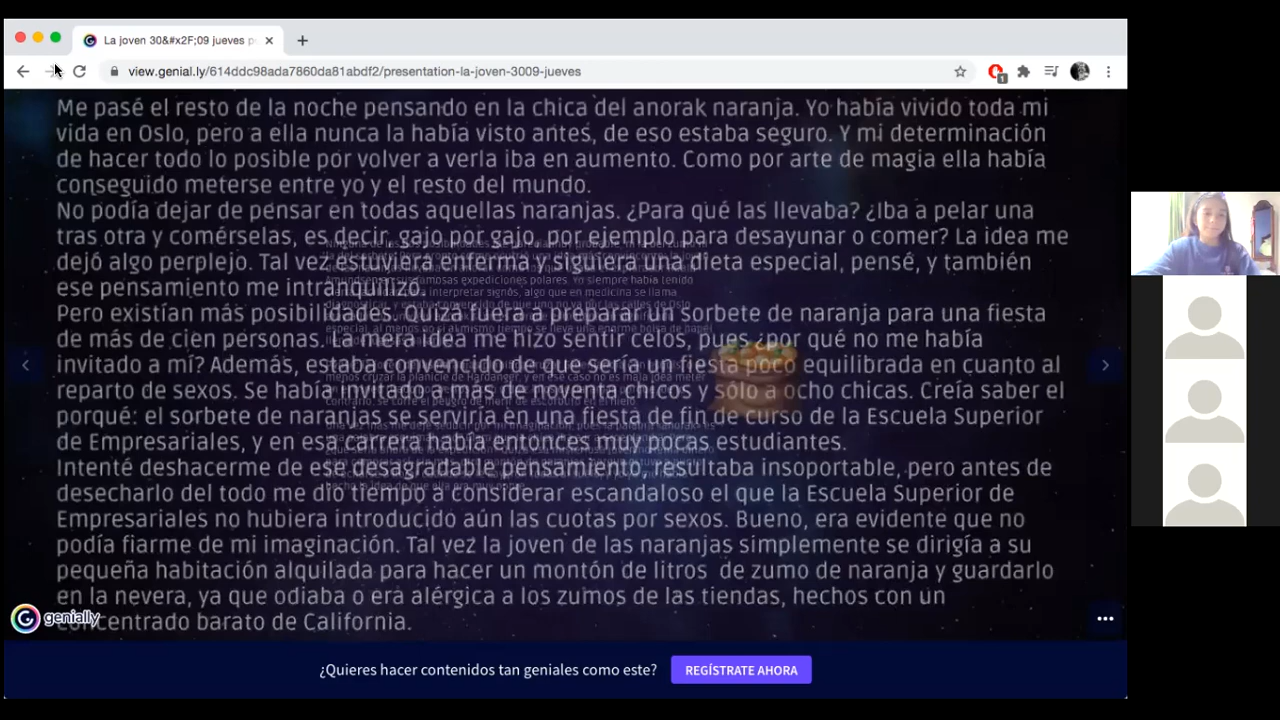 La joven 30&#x2F;09 jueves p
view.genial.ly/614ddc98ada7860da81abdf2/presentation-la-joven-3009-jueves
1
Me pasé el resto de la noche pensando en la chica del anorak naranja. Yo había vivido toda mi
vida en Oslo, pero a ella nunca la había visto antes, de eso estaba seguro. Y mi determinación
de hacer todo lo posible por volver a verla iba en aumento. Como por arte de magia ella había
conseguido meterse entre yo y el resto del mundo.
No podía dejar de pensar en todas aquellas naranjas. ¿Para qué las llevaba? ¿Iba a pelar una
tras otra y comérselas, es decir, gajo por gajo, por ejemplo para desayunar o comer? La idea me
dejó algo perplejo. Tal vez estuviera enferma y siguiera una dieta especial, pensé, y también
ese pensamiento me intranquilizó.
Pero existían más posibilidades. Quizá fuera a preparar un sorbete de naranja para una fiesta
de más de cien personas. La mera idea me hizo sentir celos, pues ¿por qué no me había
invitado a mí? Además, estaba convencido de que sería un fiesta poco equilibrada en cuanto al
reparto de sexos. Se había invitado a más de noventa chicos y sólo a ocho chicas. Creía saber el
porqué: el sorbete de naranjas se serviría en una fiesta de fin de curso de la Escuela Superior
de Empresariales, y en esa carrera había entonces muy pocas estudiantes.
Intenté deshacerme de ese desagradable pensamiento, resultaba insoportable, pero antes de
desecharlo del todo me dio tiempo a considerar escandaloso el que la Escuela Superior de
Empresariales no hubiera introducido aún las cuotas por sexos. Bueno, era evidente que no
podía fiarme de mi imaginación. Tal vez la joven de las naranjas simplemente se dirigía a su
pequeña habitación alquilada para hacer un montón de litros de zumo de naranja y guardarlo
en la nevera, ya que odiaba o era alérgica a los zumos de las tiendas, hechos con un
concentrado barato de California.
genially
¿Quieres hacer contenidos tan geniales como este? REGÍSTRATE AHORA